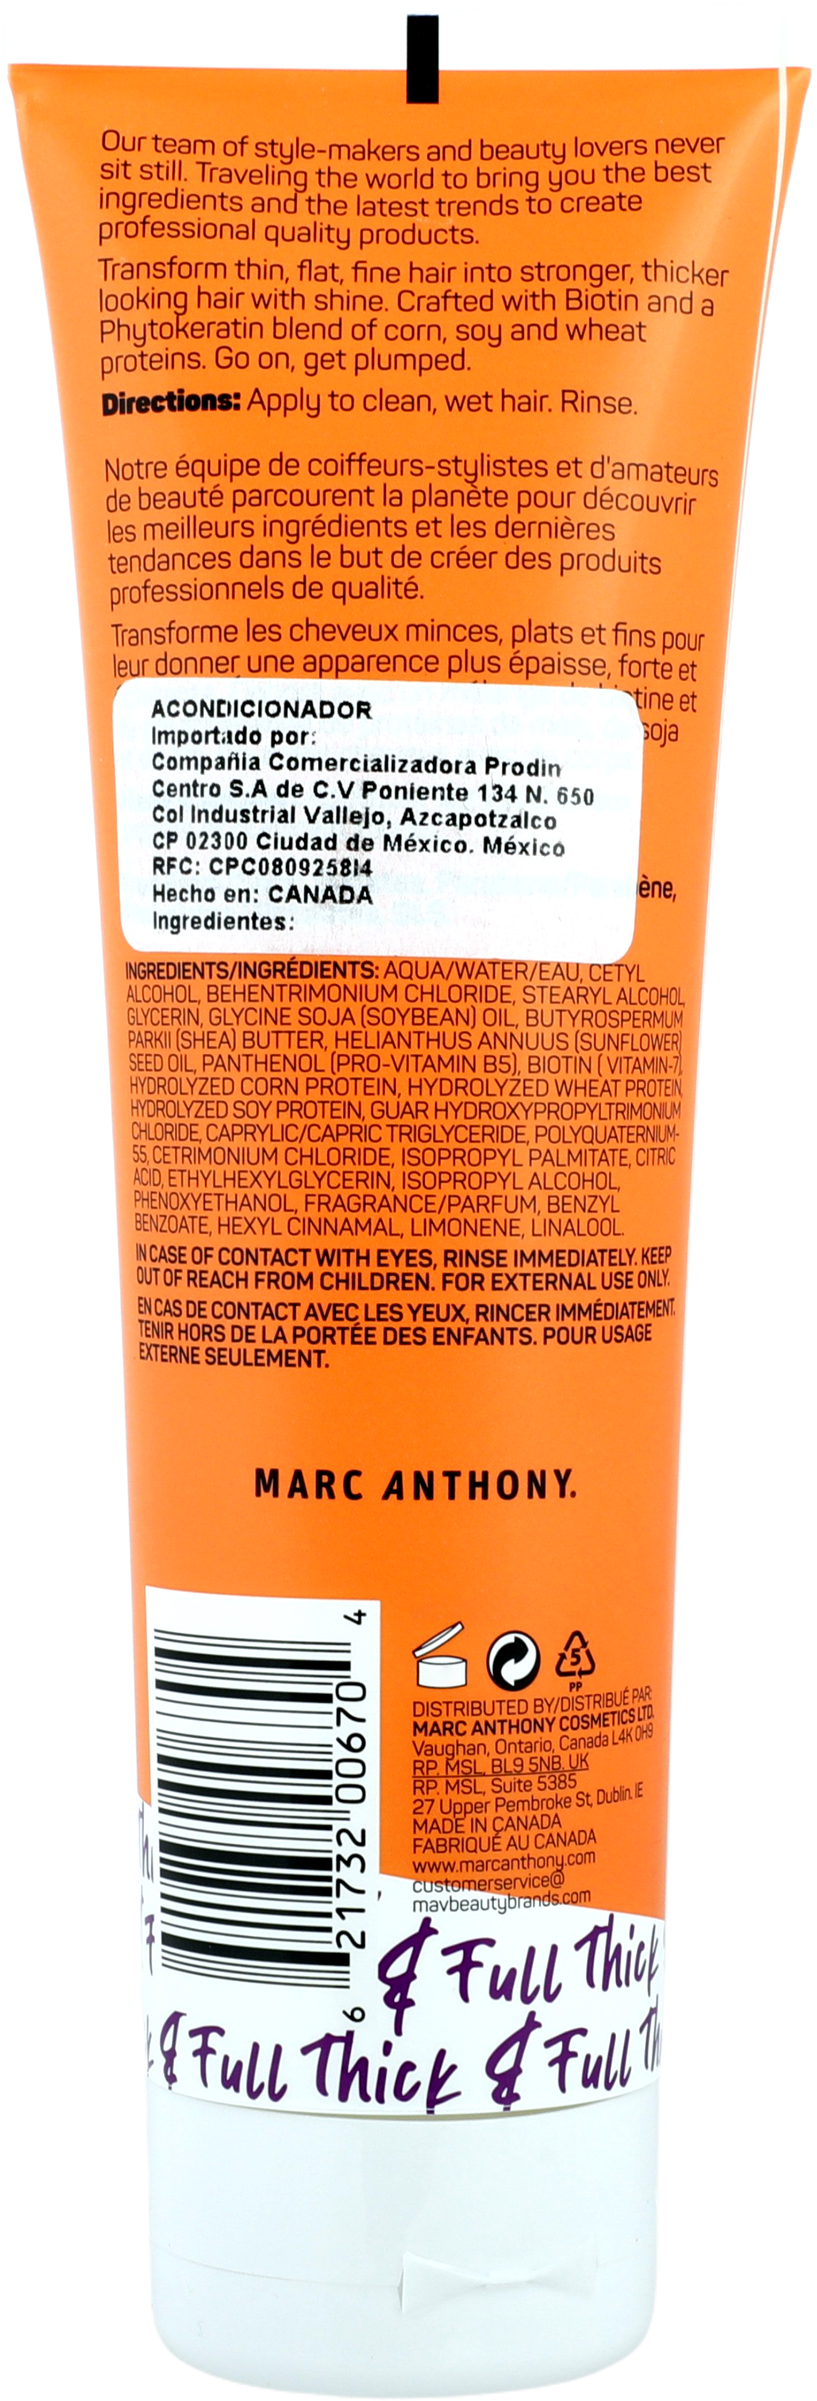 Our team of style-makers and beauty lovers never
sit still. Traveling the world to bring you the best
ingredients and the latest trends to create
professional quality products.
Transform thin, flat, fine hair into stronger, thicker
looking hair with shine. Crafted with Biotin and a
Phytokeratin blend of corn, soy and wheat
proteins. Go on, get plumped.
Directions: Apply to clean, wet hair. Rinse.
Notre équipe de coiffeurs-stylistes et d'amateurs
de beauté parcourent la planète pour découvrir
les meilleurs ingrédients et les dernières
tendances dans le but de créer des produits
professionnels de qualité.
Transforme les cheveux minces, plats et fins pour
leur donner une apparence plus épaisse, forte et
tine et
soja
ène,
ACONDICIONADOR
Importado por:
Compañia Comercializadora Prodin
Centro S.A de C.V Poniente 134 N. 650
Col Industrial Vallejo, Azcapotzalco
CP 02300 Ciudad de México. México
RFC: CPC0809258I4
Hecho en: CANADA
Ingredientes:
INGREDIENTS/INGRÉDIENTS: AQUA/WATER/EAU, CETYL
ALCOHOL, BEHENTRIMONIUM CHLORIDE, STEARYL ALCOHOL,
GLYCERIN, GLYCINE SOJA (SOYBEAN) OIL, BUTYROSPERMUM
PARKII (SHEA) BUTTER, HELIANTHUS ANNUUS (SUNFLOWER)
SEED OIL, PANTHENOL (PRO-VITAMIN B5), BIOTIN ( VITAMIN-7),
HYDROLYZED CORN PROTEIN, HYDROLYZED WHEAT PROTEIN,
HYDROLYZED SOY PROTEIN, GUAR HYDROXYPROPYLTRIMONIUM
CHLORIDE, CAPRYLIC/CAPRIC TRIGLYCERIDE, POLYQUATERNIUM-
55, CETRIMONIUM CHLORIDE, ISOPROPYL PALMITATE, CITRIC
ACID, ETHYLHEXYLGLYCERIN, ISOPROPYL ALCOHOL,
PHENOXYETHANOL, FRAGRANCE/PARFUM, BENZYL
BENZOATE, HEXYL CINNAMAL, LIMONENE, LINALOOL.
IN CASE OF CONTACT WITH EYES, RINSE IMMEDIATELY. KEEP
OUT OF REACH FROM CHILDREN. FOR EXTERNAL USE ONLY.
EN CAS DE CONTACT AVEC LES YEUX, RINCER IMMÉDIATEMENT.
TENIR HORS DE LA PORTÉE DES ENFANTS. POUR USAGE
EXTERNE SEULEMENT.
MARC ANTHONY.
6 21732 00670 4
5
PP
DISTRIBUTED BY/DISTRIBUÉ PAR:
MARC ANTHONY COSMETICS LTD.
Vaughan, Ontario, Canada L4K 0H9
RP. MSL, BL9 5NB. UK
RP. MSL, Suite 5385
27 Upper Pembroke St, Dublin. IE
MADE IN CANADA
FABRIQUÉ AU CANADA
www.marcanthony.com
customerservice@
mavbeautybrands.com
& Full Thick
& Full Thick & Full Th